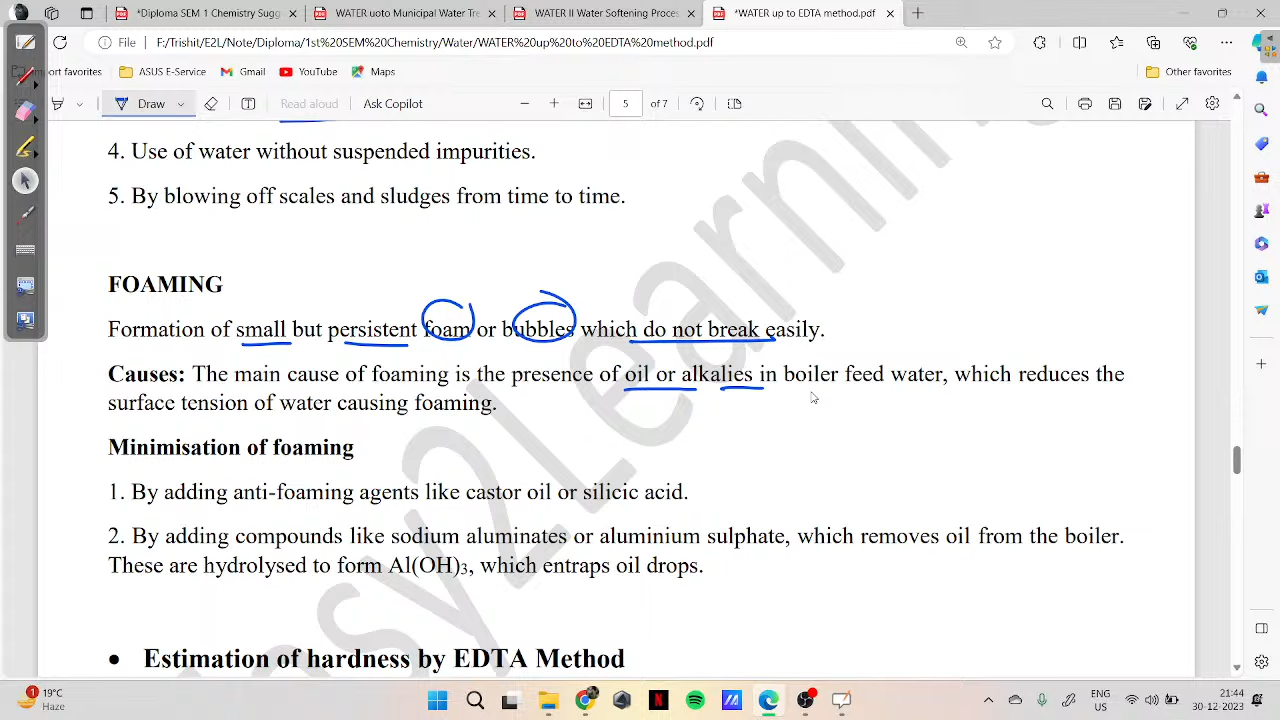 *Diploma SEM 1 Chemistry Sugg
WATER upto Municipal Water Tre
WATER II Water Softening Proces
*WATER up to EDTA method.pdf
File
F:/Trishit/E2L/Note/Diploma/1st%20SEM%20Chemistry/Water/WATER%20up%20to%20EDTA%20method.pdf
mport favorites
ASUS E-Service
Gmail
YouTube
Maps
Other favorites
Draw
Read aloud
Ask Copilot
5
of 7
4. Use of water without suspended impurities.
5. By blowing off scales and sludges from time to time.
FOAMING
Formation of small but persistent foam or bubbles which do not break easily.
Causes: The main cause of foaming is the presence of oil or alkalies in boiler feed water, which reduces the
surface tension of water causing foaming.
Minimisation of foaming
1. By adding anti-foaming agents like castor oil or silicic acid.
2. By adding compounds like sodium aluminates or aluminium sulphate, which removes oil from the boiler.
These are hydrolysed to form Al(OH)₃, which entraps oil drops.
• Estimation of hardness by EDTA Method
Easy2Learning
1
19°C
Haze
ENG
IN
21:44
30-12-2023